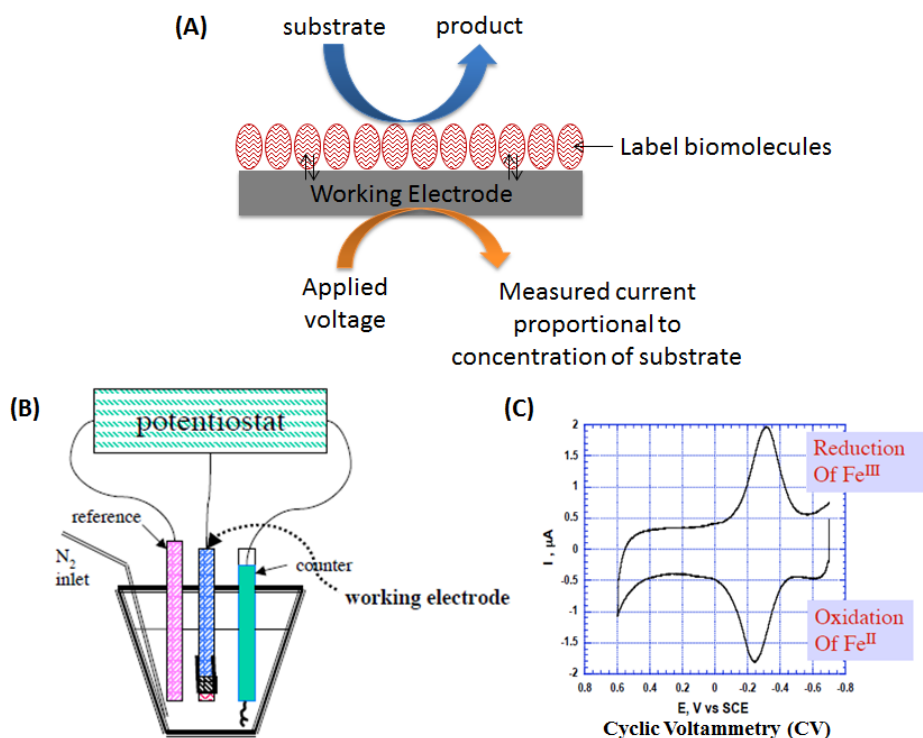 (A)
substrate
product
Label biomolecules
Working Electrode
Applied
voltage
Measured current
proportional to
concentration of substrate
(B)
potentiostat
reference
N2
inlet
counter
working electrode
(C)
2
1.5
1
0.5
0
-0.5
-1
-1.5
-2
I , µA
Reduction
Of FeIII
Oxidation
Of FeII
0.8 0.6 0.4 0.2 0 -0.2 -0.4 -0.6 -0.8
E, V vs SCE
Cyclic Voltammetry (CV)